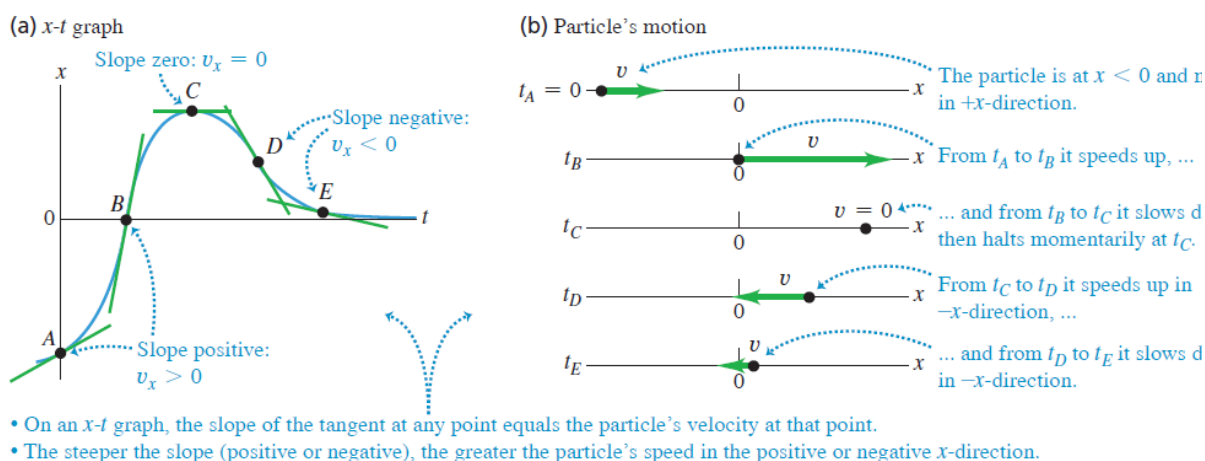 (a) x-t graph
Slope zero: vx = 0
x
C
Slope negative:
vx < 0
D
E
B
0
t
A
Slope positive:
vx > 0
(b) Particle's motion
tA = 0
v
0
x
The particle is at x < 0 and
in +x-direction.
tB
v
0
x
From tA to tB it speeds up, ...
tC
v = 0
0
x
... and from tB to tC it slows
then halts momentarily at tC.
tD
v
0
x
From tC to tD it speeds up in
−x-direction, ...
tE
v
0
x
... and from tD to tE it slows
in −x-direction.
• On an x-t graph, the slope of the tangent at any point equals the particle's velocity at that point.
• The steeper the slope (positive or negative), the greater the particle's speed in the positive or negative x-direction.